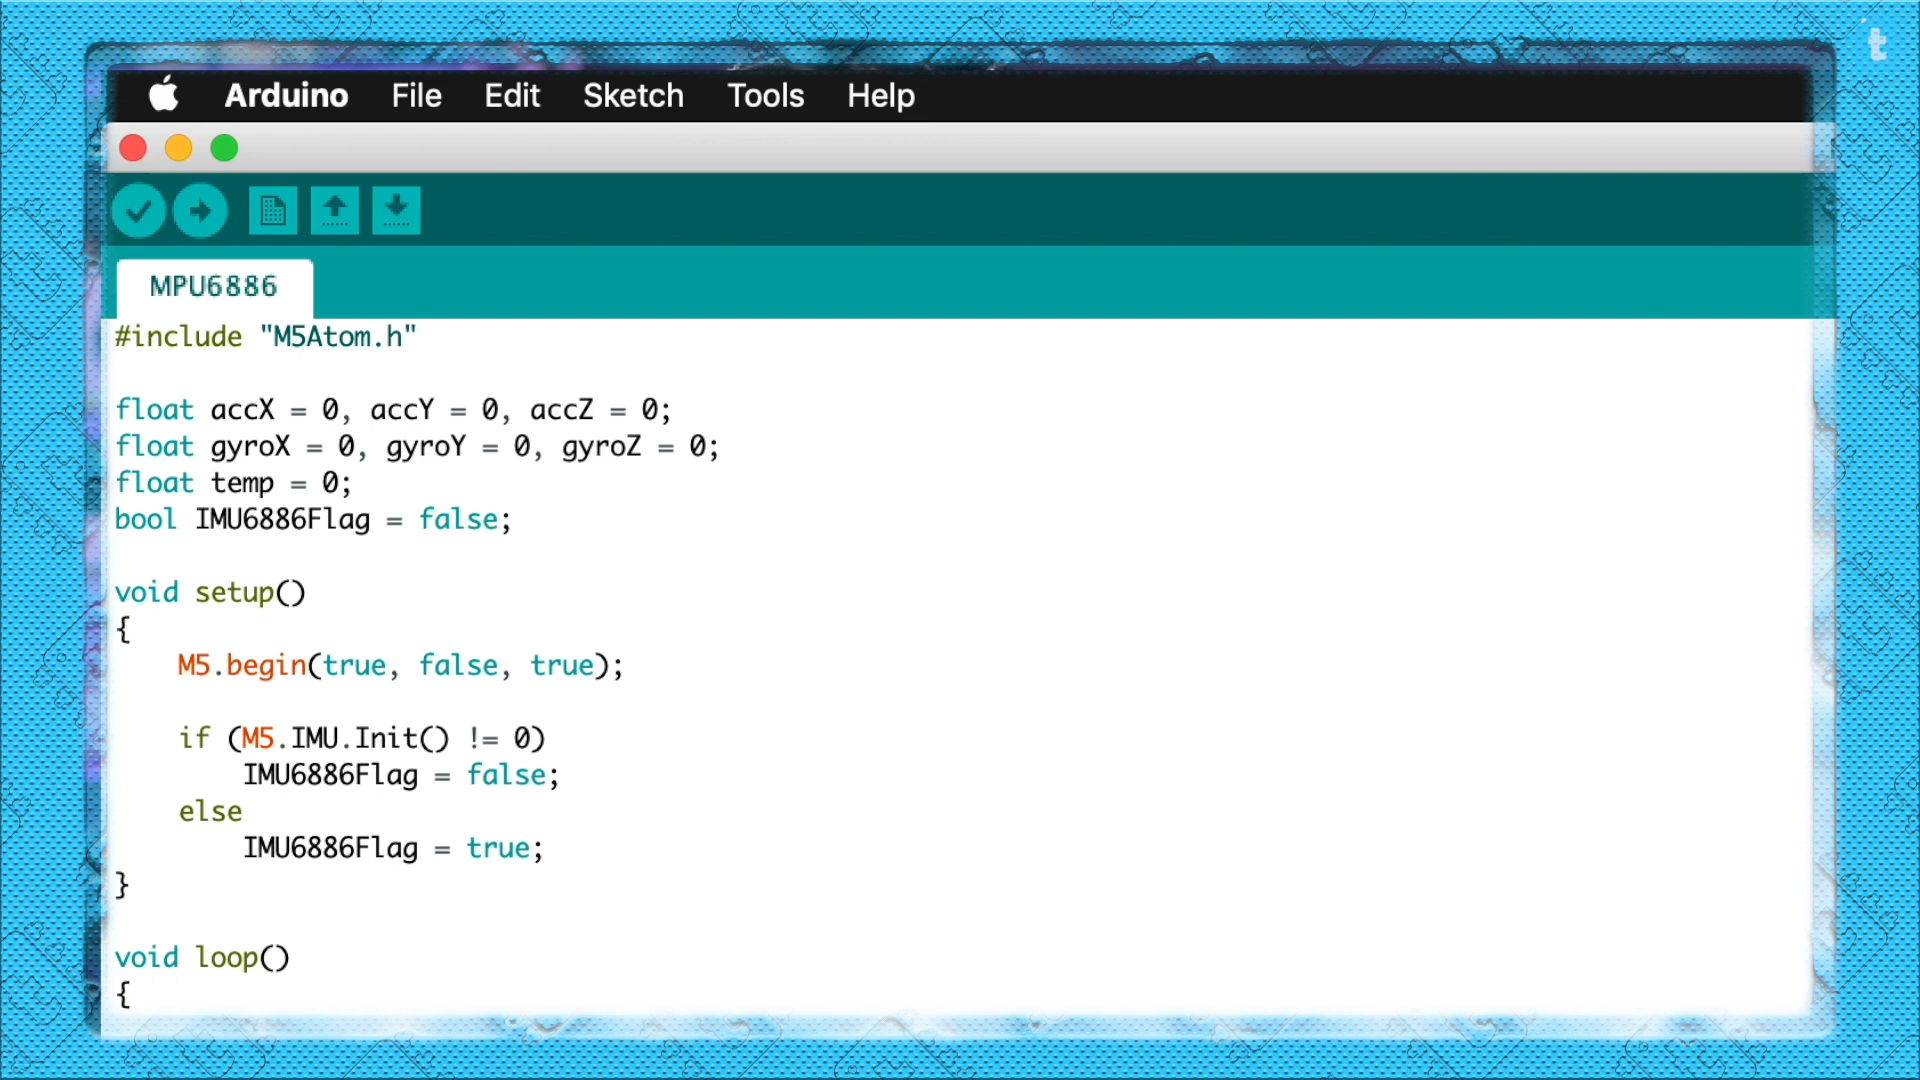 t
Arduino File Edit Sketch Tools Help
MPU6886
#include "M5Atom.h"
float accX = 0, accY = 0, accZ = 0;
float gyroX = 0, gyroY = 0, gyroZ = 0;
float temp = 0;
bool IMU6886Flag = false;
void setup()
{
M5.begin(true, false, true);
if (M5.IMU.Init() != 0)
IMU6886Flag = false;
else
IMU6886Flag = true;
}
void loop()
{